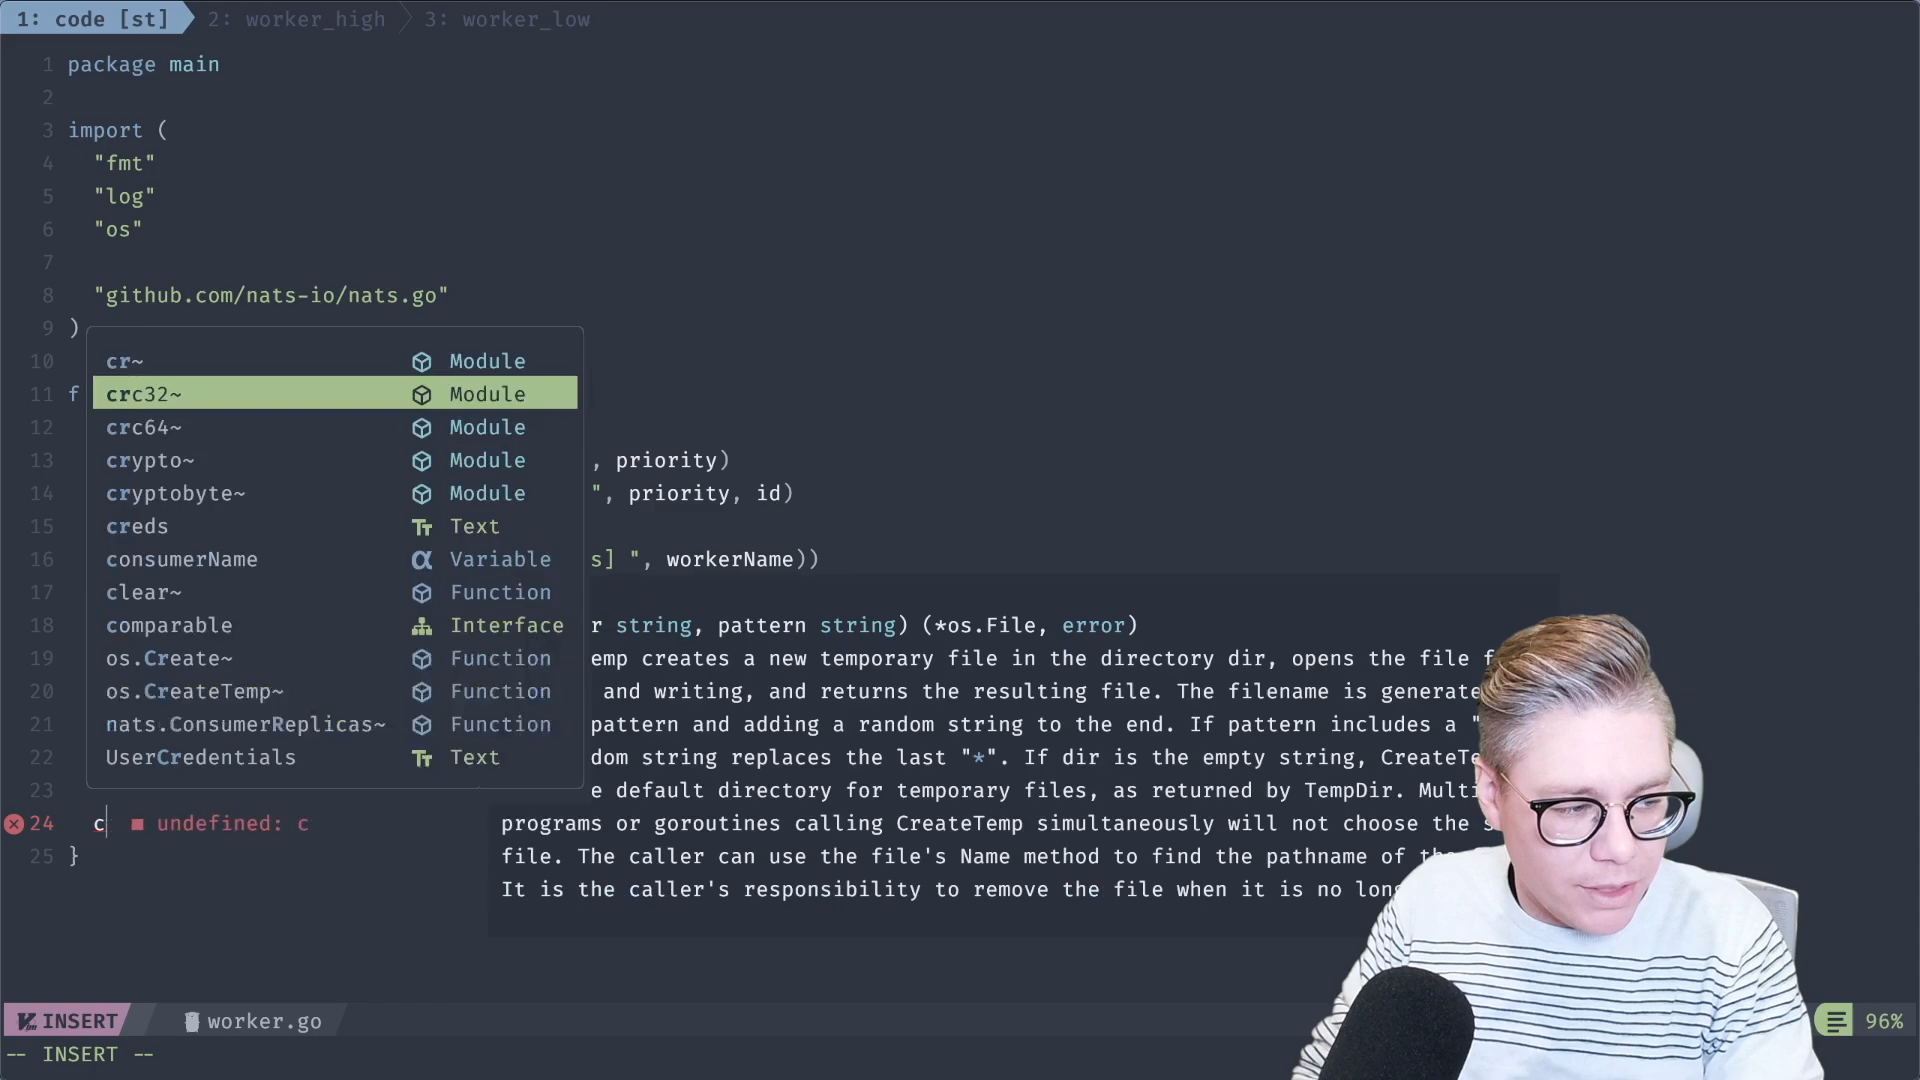 1: code [st] 2: worker_high 3: worker_low
1 package main
2
3 import (
4 "fmt"
5 "log"
6 "os"
7
8 "github.com/nats-io/nats.go"
9 )
10 cr~ Module
11 f crc32~ Module
12 crc64~ Module
13 crypto~ Module , priority)
14 cryptobyte~ Module ", priority, id)
15 creds Text
16 consumerName Variable s] ", workerName))
17 clear~ Function
18 comparable Interface r string, pattern string) (*os.File, error)
19 os.Create~ Function emp creates a new temporary file in the directory dir, opens the file f
20 os.CreateTemp~ Function and writing, and returns the resulting file. The filename is generate
21 nats.ConsumerReplicas~ Function pattern and adding a random string to the end. If pattern includes a "
22 UserCredentials Text dom string replaces the last "*". If dir is the empty string, CreateTe
23 e default directory for temporary files, as returned by TempDir. Multi
24 c ■ undefined: c programs or goroutines calling CreateTemp simultaneously will not choose the s
25 } file. The caller can use the file's Name method to find the pathname of the
It is the caller's responsibility to remove the file when it is no lon
INSERT worker.go 96%
-- INSERT --